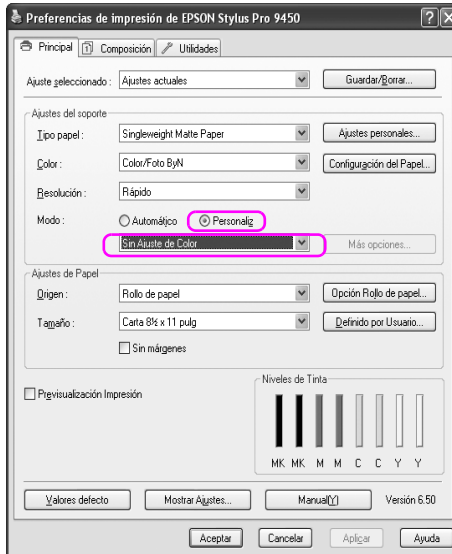 Preferencias de impresión de EPSON Stylus Pro 9450
Principal Composición Utilidades
Ajuste seleccionado : Ajustes actuales Guardar/Borrar...
Ajustes del soporte
Tipo papel : Singleweight Matte Paper Ajustes personales...
Color : Color/Foto ByN Configuración del Papel...
Resolución : Rápido
Modo : Automático Personaliz
Sin Ajuste de Color Más opciones...
Ajustes de Papel
Origen : Rollo de papel Opción Rollo de papel...
Tamaño : Carta 8½ x 11 pulg Definido por Usuario...
Sin márgenes
Previsualización Impresión
Niveles de Tinta
MK MK M M C C Y Y
Valores defecto Mostrar Ajustes... Manual(Y) Versión 6.50
Aceptar Cancelar Aplicar Ayuda